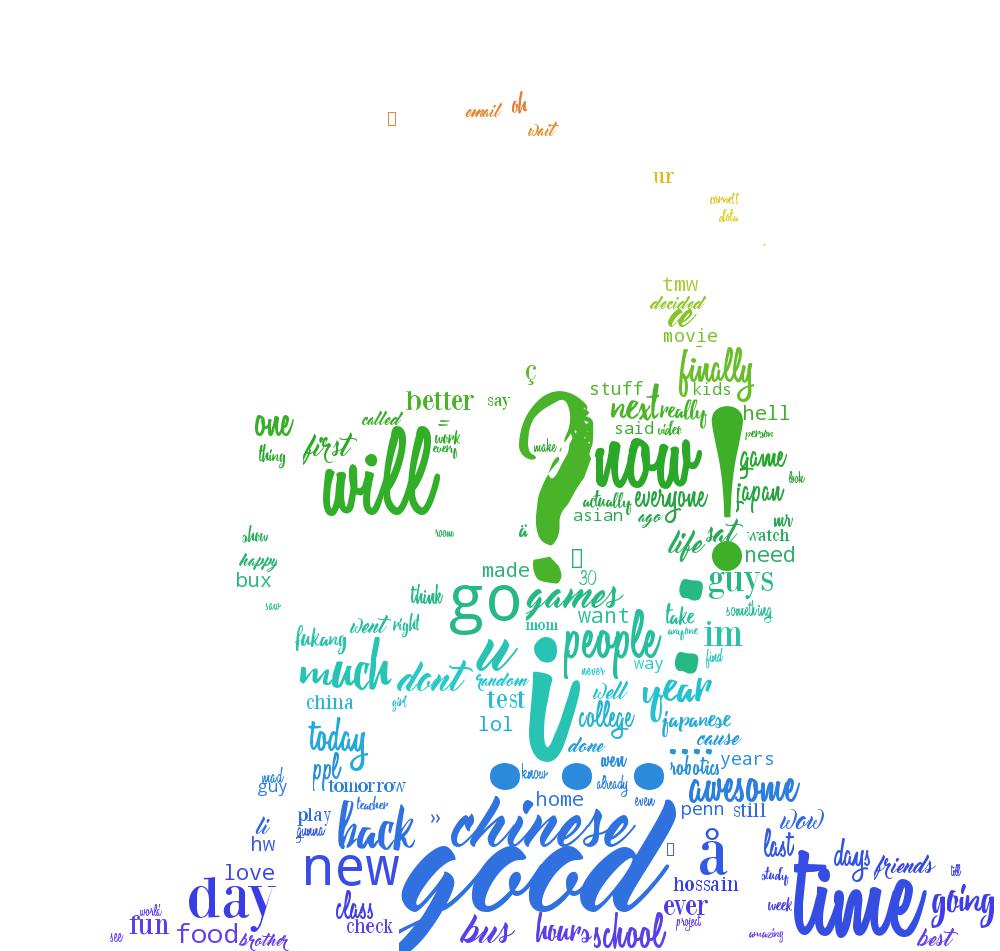 email oh
wait
ur
cornell
data
tmw
decided
œ
movie
finally
ç
stuff kids
better say
next really
called
one
said video
hell
first
= work
every
make
person
thing
will
?
now
!
game
look
actually everyone
japan
asian ago
mr
room
ä
life sat watch
show
need
happy
made
30
guys
bux
think
go
games
:
saw
mom
want
take
something
went right
anyone
im
fukang
u
people
find
much
dont
random
never
way
i
well
year
china
girl
test
college
japanese
lol
cause
today
done
....
wen
years
ppl
know
already
robotics
mad
guy
tomorrow
...
awesome
home
even
teacher
penn still
play
back
»
chinese
wow
li
gunna
hw
å
last
new
good
days friends
love
study
hossain
day
time
going
class
ever
week
world
fun
check
project
see
food
brother
bus
hours school
amazing
best